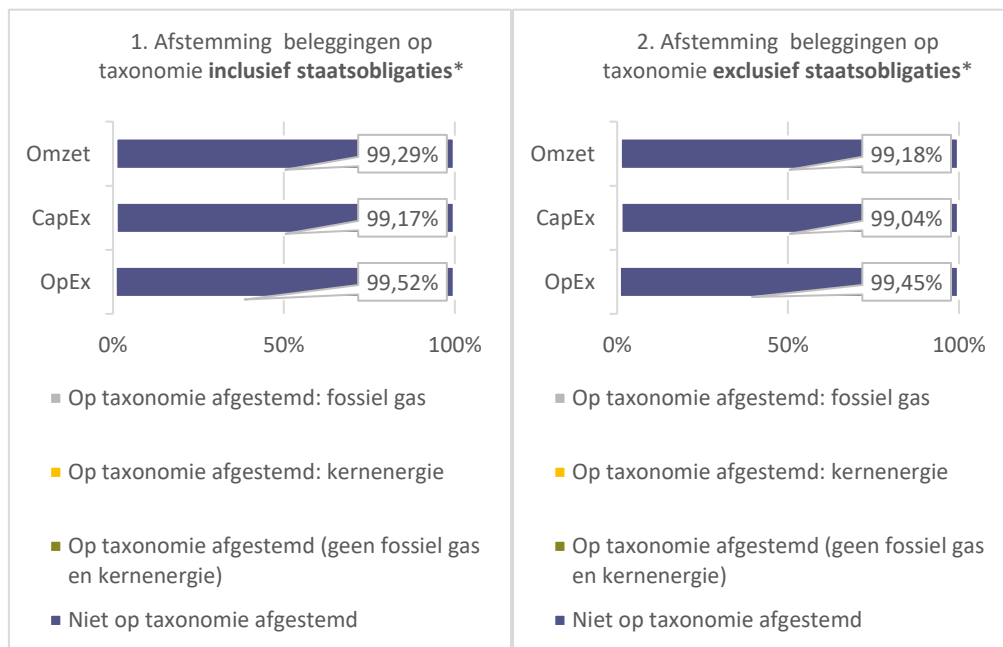 1. Afstemming beleggingen op
taxonomie inclusief staatsobligaties*
Omzet
99,29%
CapEx
99,17%
OpEx
99,52%
0% 50% 100%
Op taxonomie afgestemd: fossiel gas
Op taxonomie afgestemd: kernenergie
Op taxonomie afgestemd (geen fossiel gas
en kernenergie)
Niet op taxonomie afgestemd
2. Afstemming beleggingen op
taxonomie exclusief staatsobligaties*
Omzet
99,18%
CapEx
99,04%
OpEx
99,45%
0% 50% 100%
Op taxonomie afgestemd: fossiel gas
Op taxonomie afgestemd: kernenergie
Op taxonomie afgestemd (geen fossiel gas
en kernenergie)
Niet op taxonomie afgestemd